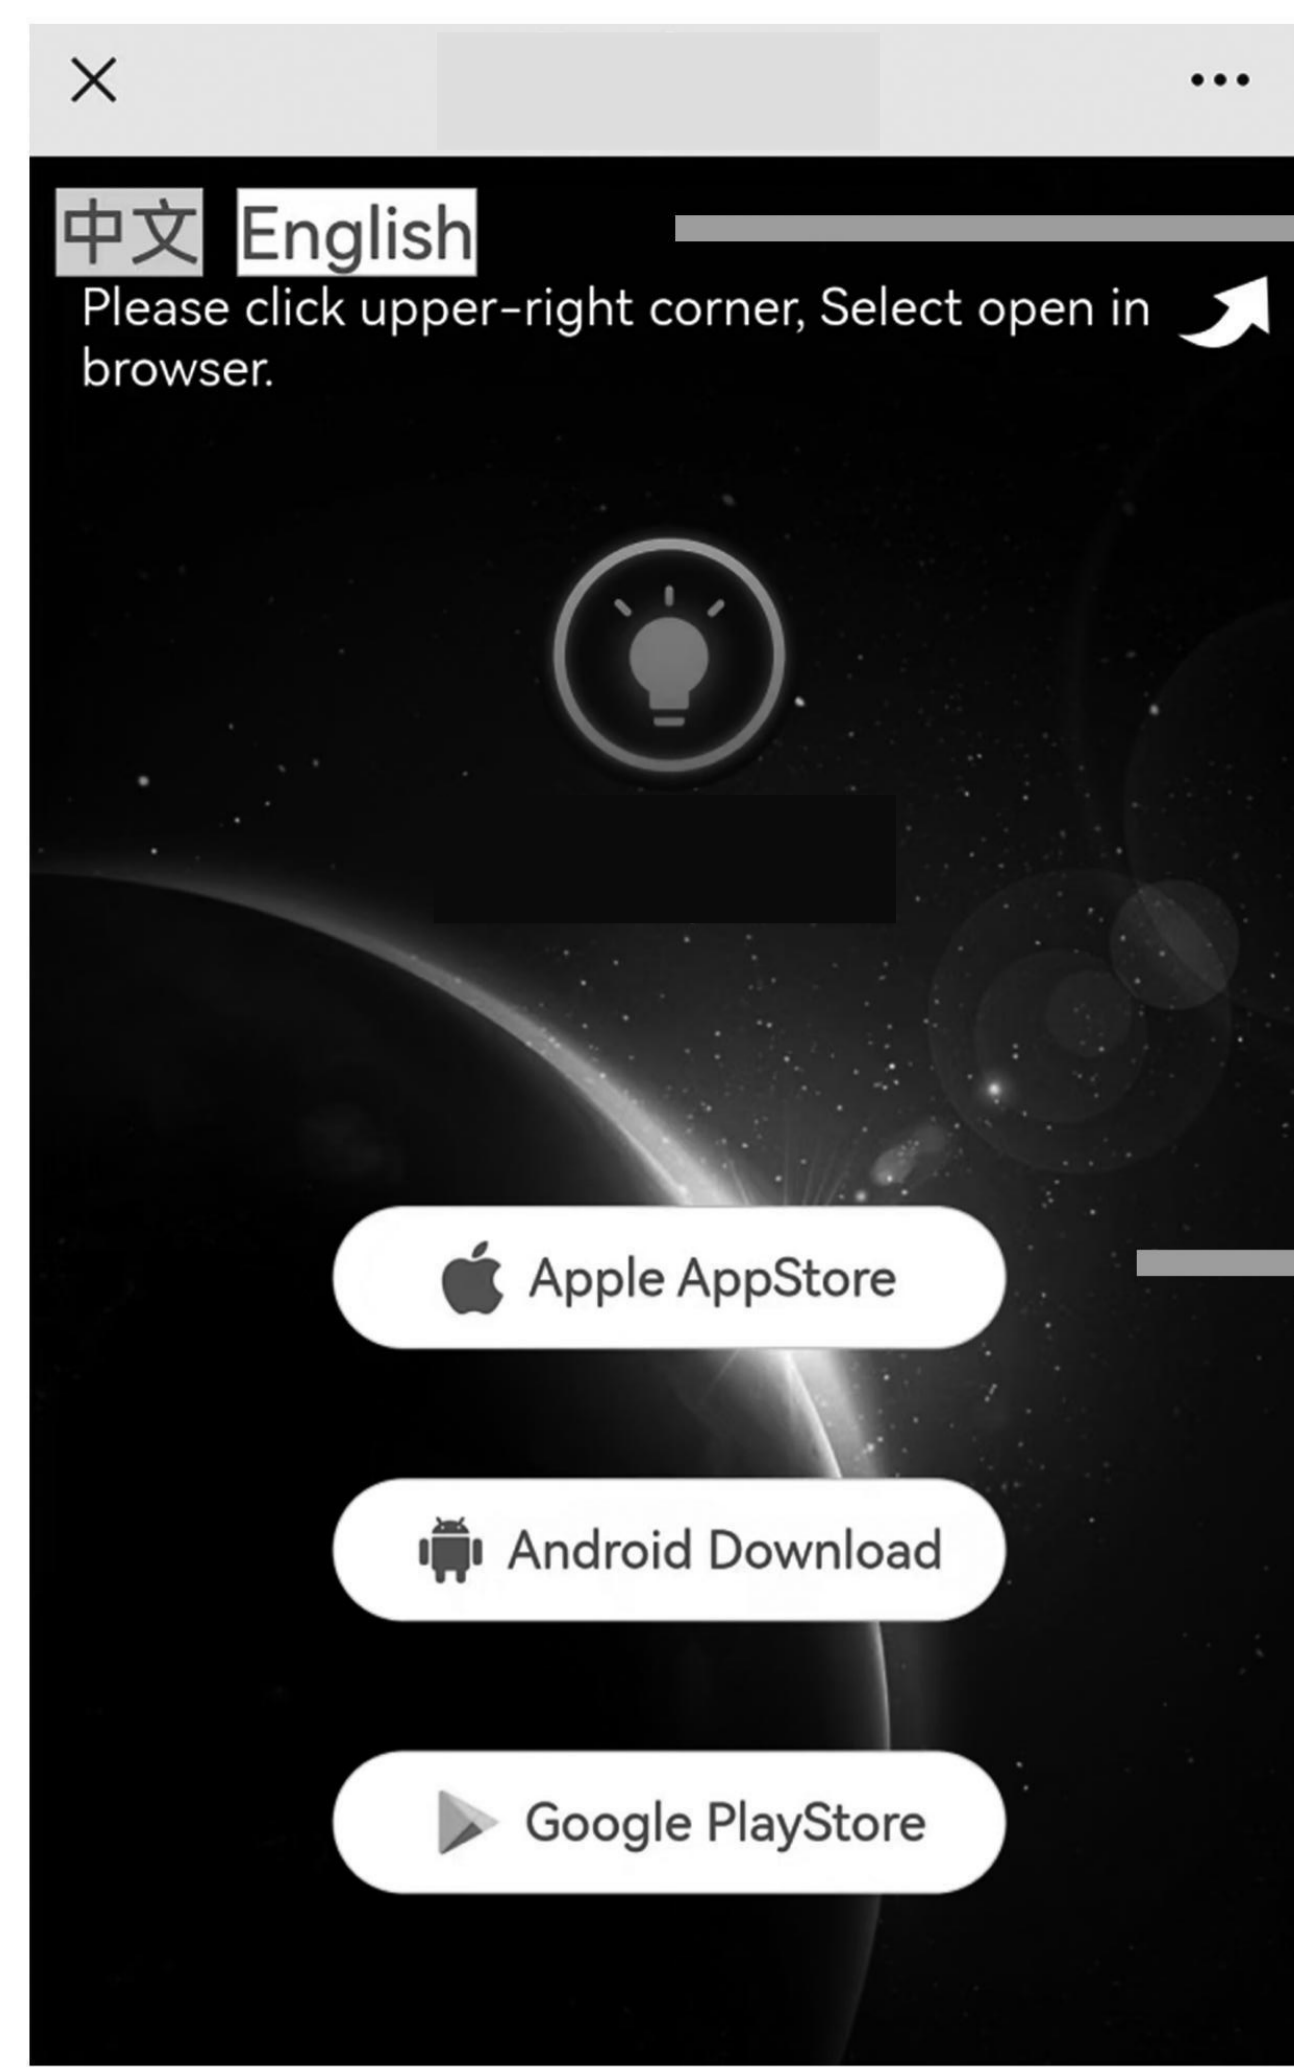 中文 English
Please click upper-right corner, Select open in
browser.
Apple AppStore
Android Download
Google PlayStore